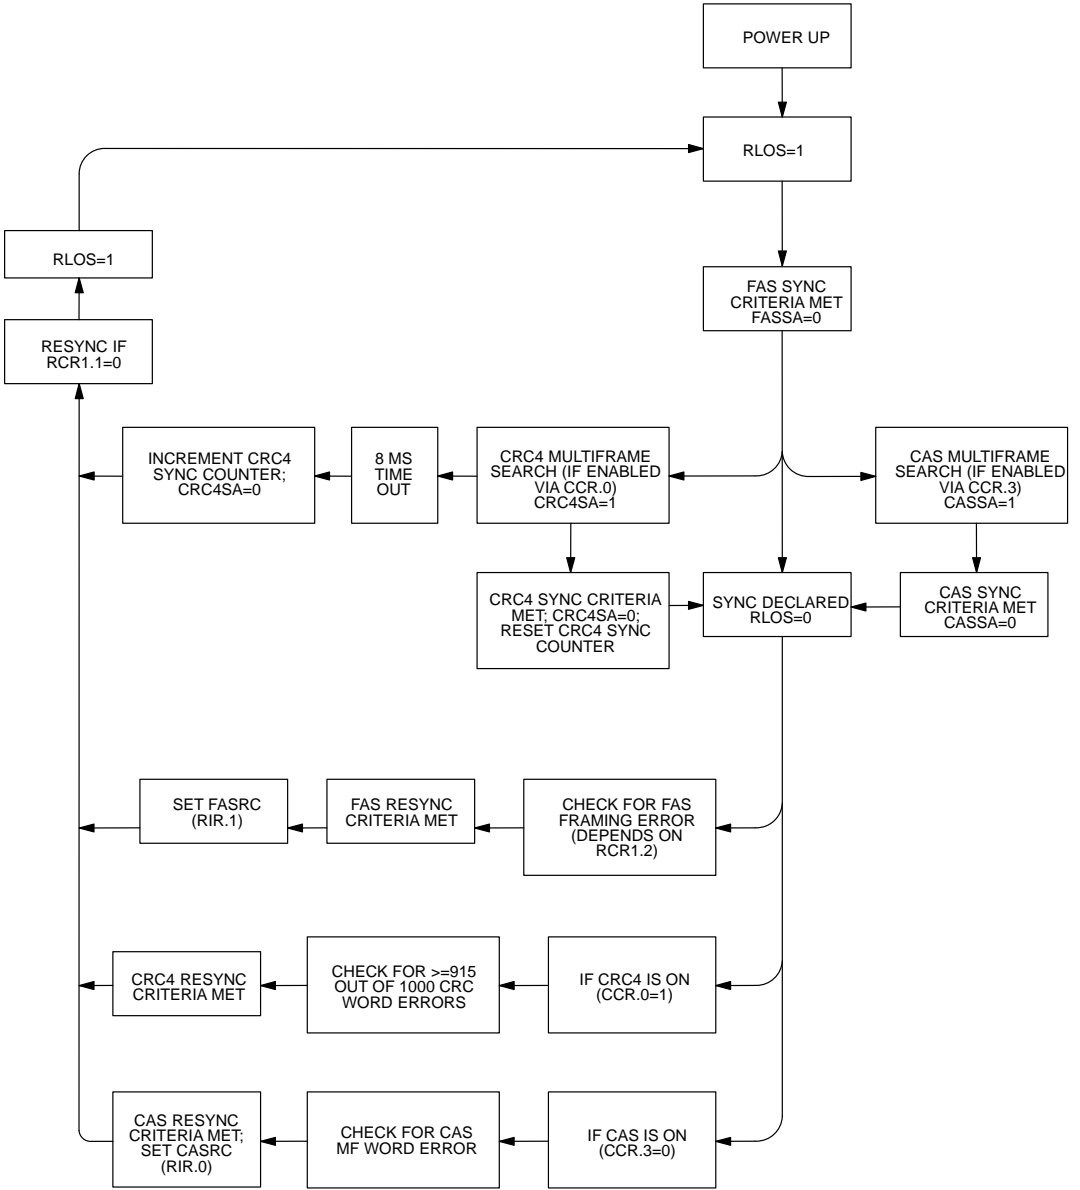 POWER UP
RLOS=1
RLOS=1
FAS SYNC
CRITERIA MET
FASSA=0
RESYNC IF
RCR1.1=0
INCREMENT CRC4
SYNC COUNTER;
CRC4SA=0
8 MS
TIME
OUT
CRC4 MULTIFRAME
SEARCH (IF ENABLED
VIA CCR.0)
CRC4SA=1
CAS MULTIFRAME
SEARCH (IF ENABLED
VIA CCR.3)
CASSA=1
CRC4 SYNC CRITERIA
MET; CRC4SA=0;
RESET CRC4 SYNC
COUNTER
SYNC DECLARED
RLOS=0
CAS SYNC
CRITERIA MET
CASSA=0
SET FASRC
(RIR.1)
FAS RESYNC
CRITERIA MET
CHECK FOR FAS
FRAMING ERROR
(DEPENDS ON
RCR1.2)
CRC4 RESYNC
CRITERIA MET
CHECK FOR >=915
OUT OF 1000 CRC
WORD ERRORS
IF CRC4 IS ON
(CCR.0=1)
CAS RESYNC
CRITERIA MET;
SET CASRC
(RIR.0)
CHECK FOR CAS
MF WORD ERROR
IF CAS IS ON
(CCR.3=0)